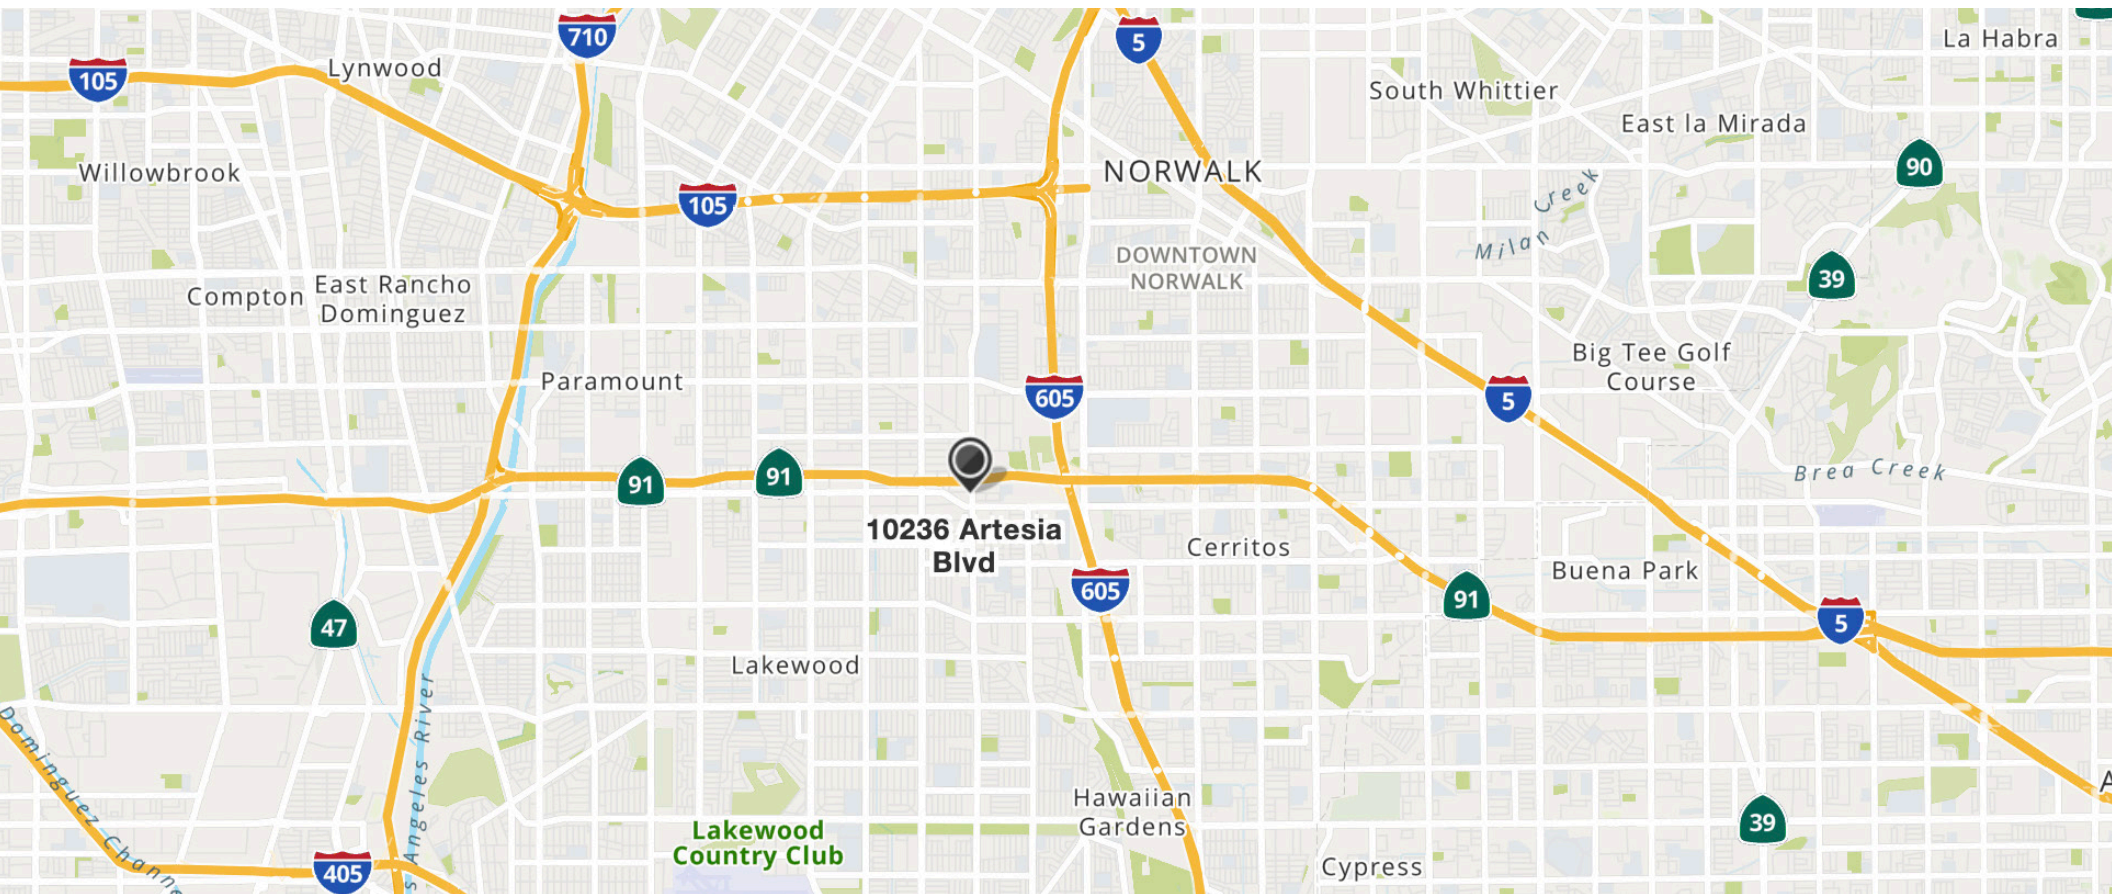 710
5
La Habra
105
Lynwood
South Whittier
East la Mirada
90
Willowbrook
NORWALK
105
Milan Creek
DOWNTOWN
NORWALK
39
Compton
East Rancho
Dominguez
Big Tee Golf
Course
Paramount
605
5
91
91
Brea Creek
10236 Artesia
Blvd
Cerritos
Buena Park
605
91
47
5
Lakewood
Dominguez Channe
s Angeles River
Hawaiian
Gardens
39
Lakewood
Country Club
405
Cypress
A